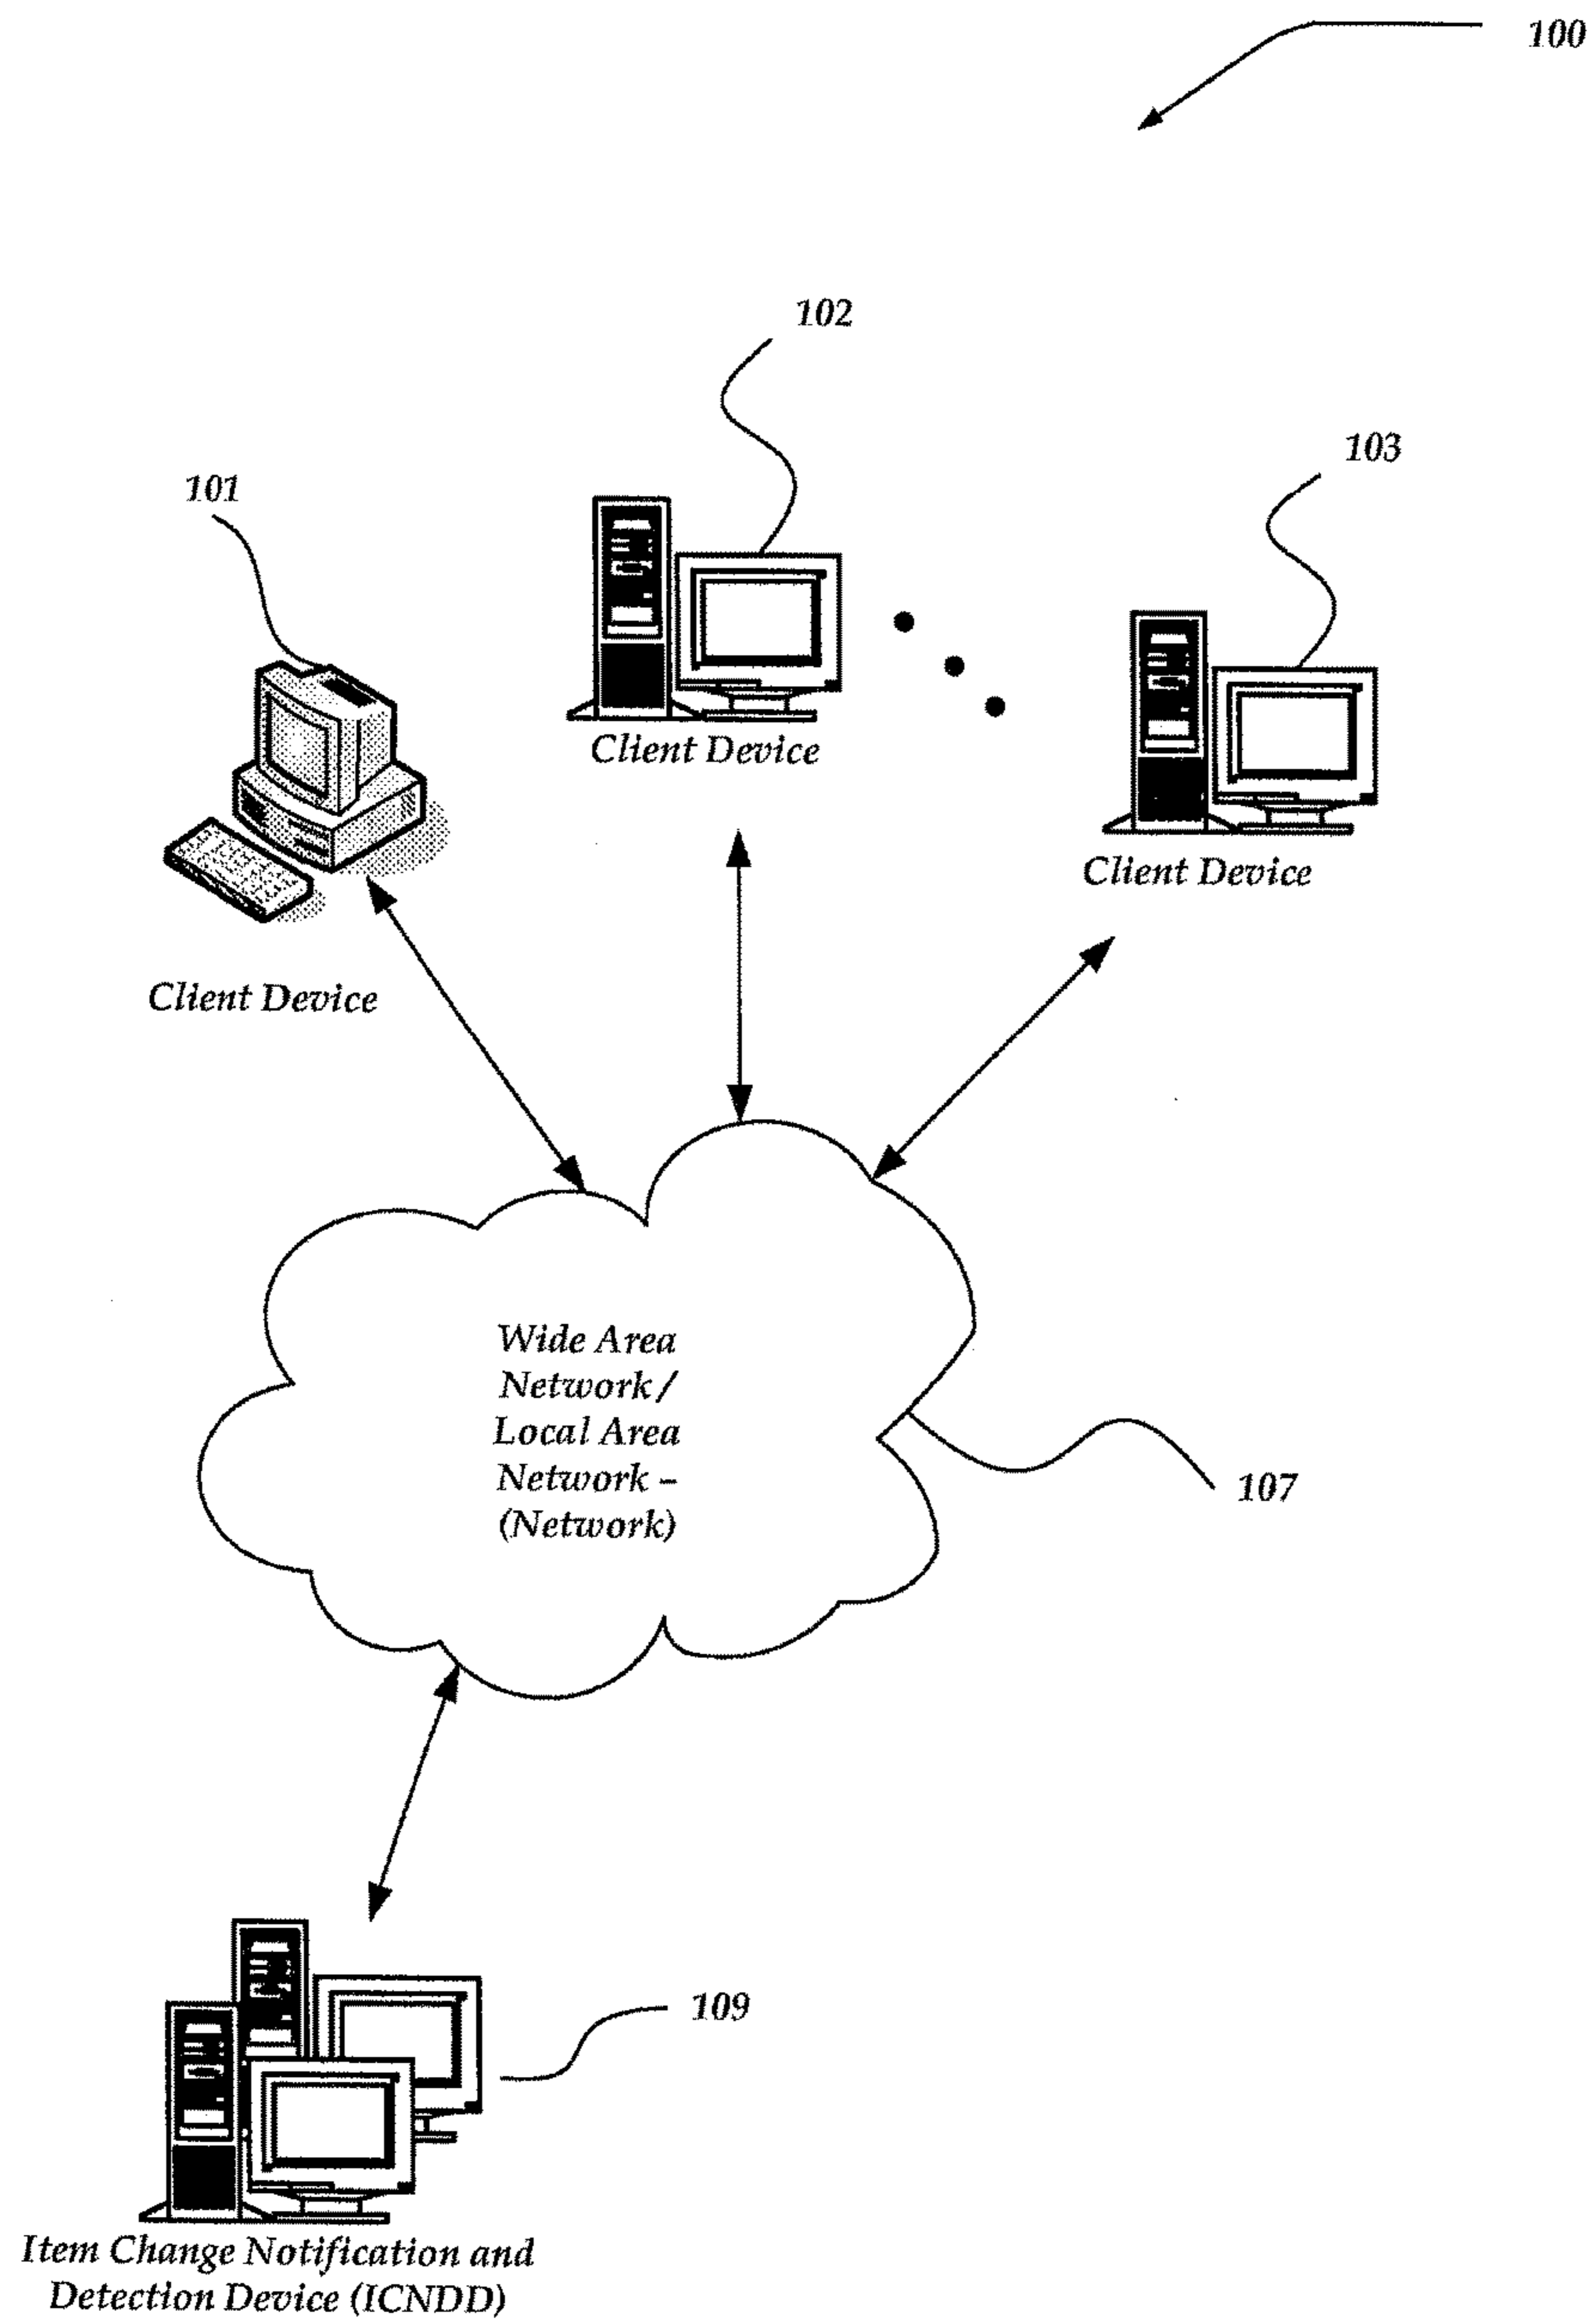 100
102
103
101
Client Device
Client Device
Client Device
Wide Area
Network/
Local Area
Network –
(Network)
107
109
Item Change Notification and
Detection Device (ICNDD)